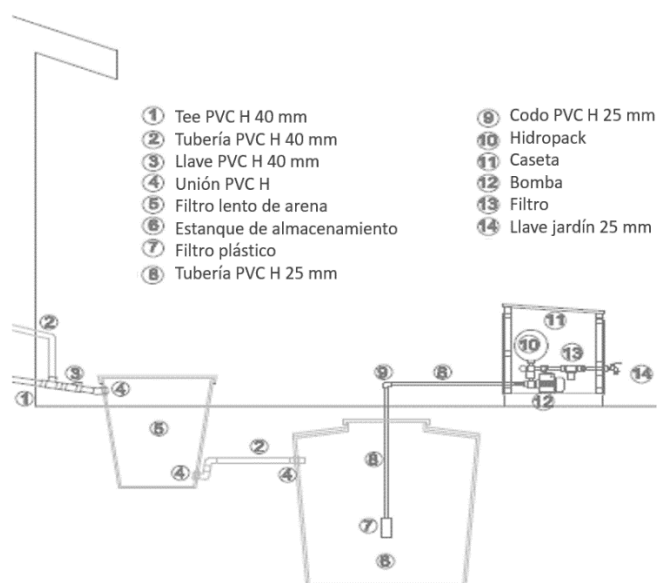 1 Tee PVC H 40 mm
2 Tubería PVC H 40 mm
3 Llave PVC H 40 mm
4 Unión PVC H
5 Filtro lento de arena
6 Estanque de almacenamiento
7 Filtro plástico
8 Tubería PVC H 25 mm
9 Codo PVC H 25 mm
10 Hidropack
11 Caseta
12 Bomba
13 Filtro
14 Llave jardín 25 mm
2
3
1
4
5
4
2
4
9
8
8
7
8
11
10
13
12
14